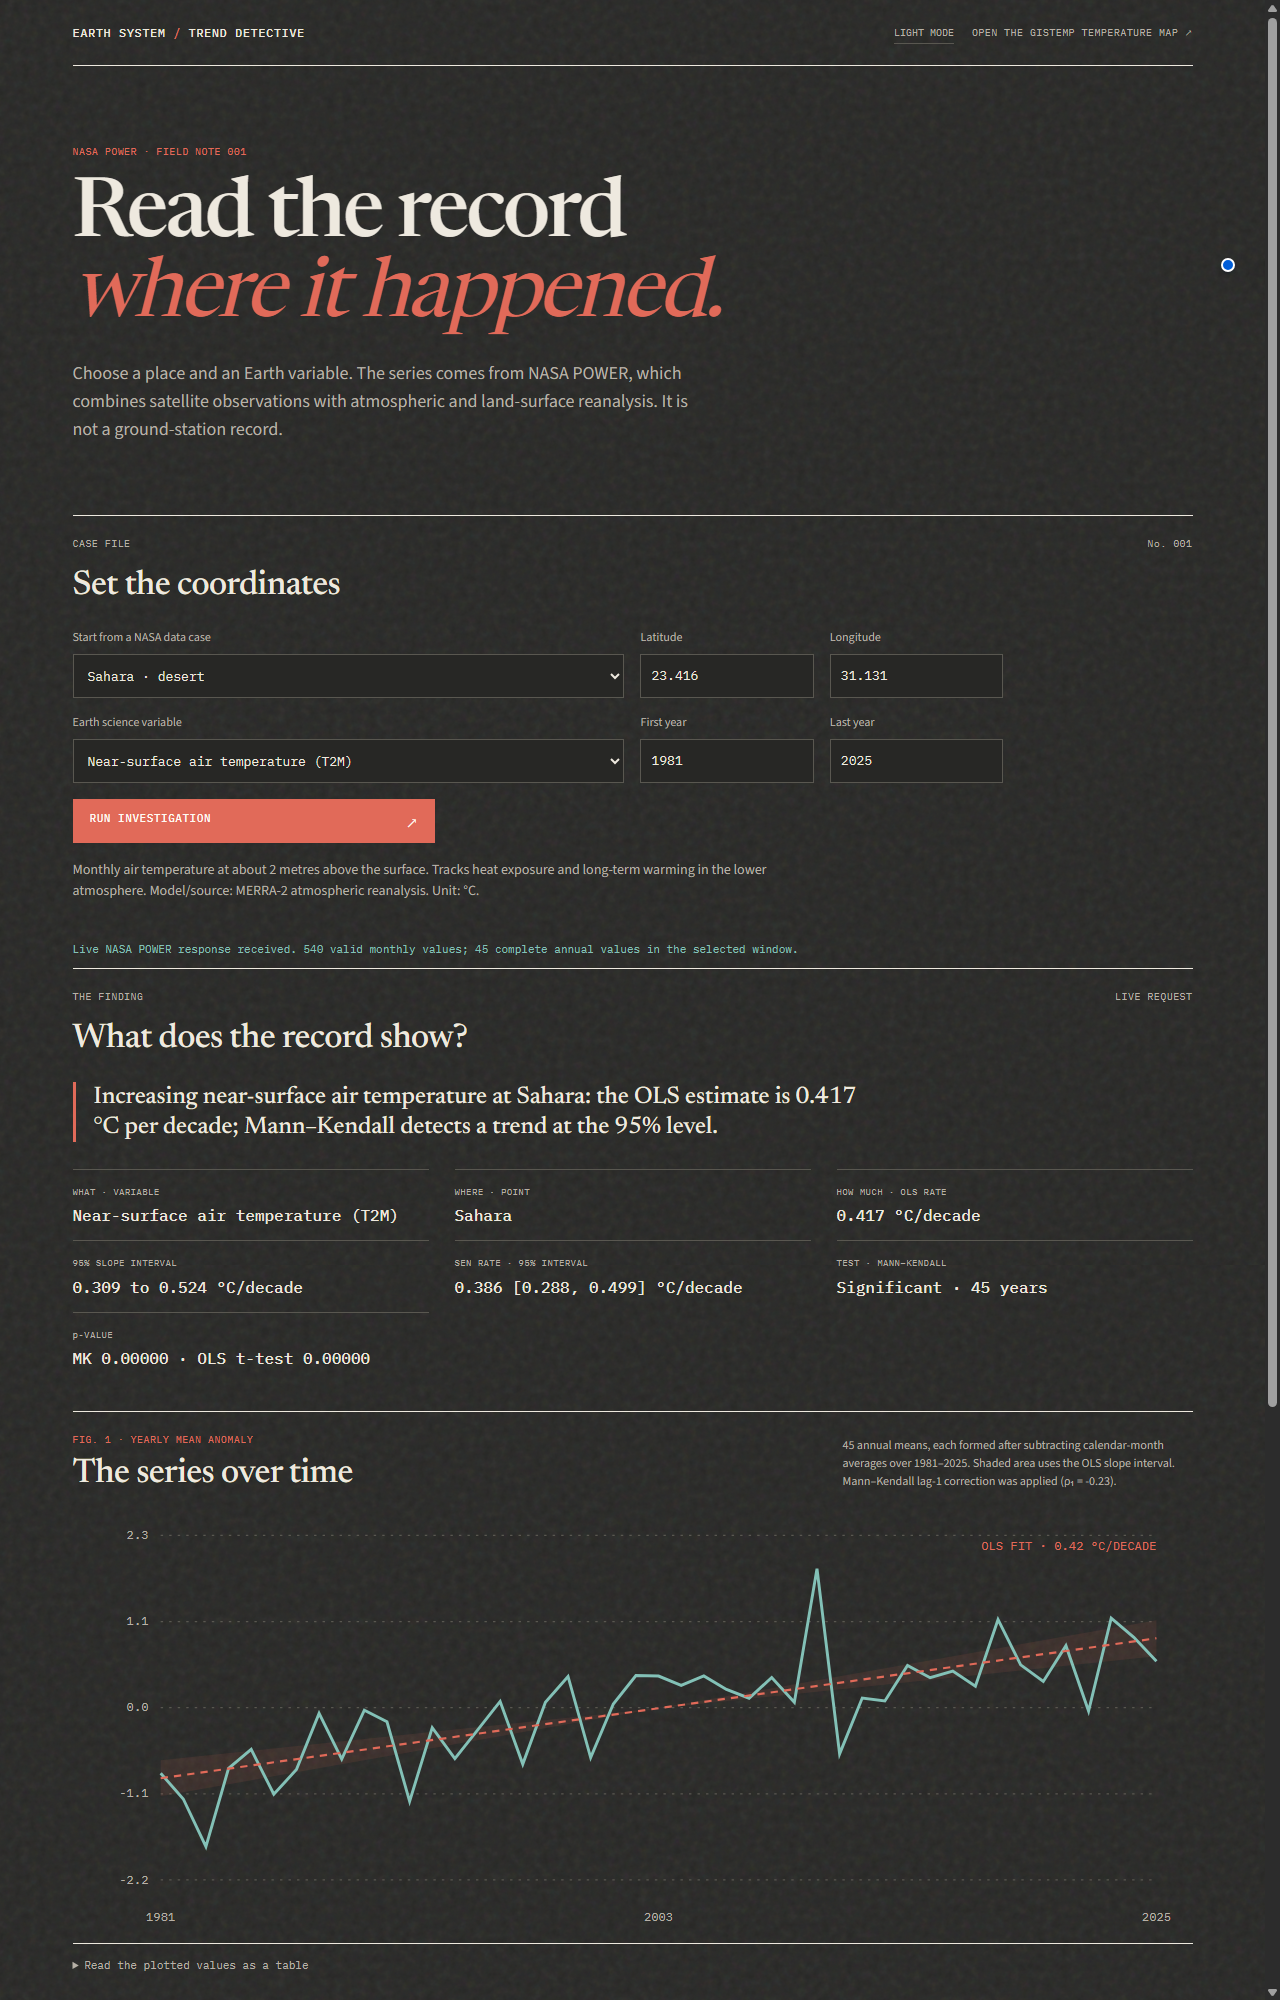 EARTH SYSTEM / TREND DETECTIVE
LIGHT MODE
OPEN THE GISTEMP TEMPERATURE MAP ↗
NASA POWER · FIELD NOTE 001
Read the record
where it happened.
Choose a place and an Earth variable. The series comes from NASA POWER, which
combines satellite observations with atmospheric and land-surface reanalysis. It is
not a ground-station record.
CASE FILE
No. 001
Set the coordinates
Start from a NASA data case
Latitude
Longitude
Sahara · desert
23.416
31.131
Earth science variable
First year
Last year
Near-surface air temperature (T2M)
1981
2025
RUN INVESTIGATION ↗
Monthly air temperature at about 2 metres above the surface. Tracks heat exposure and long-term warming in the lower
atmosphere. Model/source: MERRA-2 atmospheric reanalysis. Unit: °C.
Live NASA POWER response received. 540 valid monthly values; 45 complete annual values in the selected window.
THE FINDING
LIVE REQUEST
What does the record show?
Increasing near-surface air temperature at Sahara: the OLS estimate is 0.417
°C per decade; Mann–Kendall detects a trend at the 95% level.
WHAT · VARIABLE
Near-surface air temperature (T2M)
WHERE · POINT
Sahara
HOW MUCH · OLS RATE
0.417 °C/decade
95% SLOPE INTERVAL
0.309 to 0.524 °C/decade
SEN RATE · 95% INTERVAL
0.386 [0.288, 0.499] °C/decade
TEST · MANN–KENDALL
Significant · 45 years
p-VALUE
MK 0.00000 · OLS t-test 0.00000
FIG. 1 · YEARLY MEAN ANOMALY
The series over time
45 annual means, each formed after subtracting calendar-month
averages over 1981–2025. Shaded area uses the OLS slope interval.
Mann–Kendall lag-1 correction was applied (ρ₁ = -0.23).
2.3
OLS FIT · 0.42 °C/DECADE
1.1
0.0
-1.1
-2.2
1981
2003
2025
▶ Read the plotted values as a table